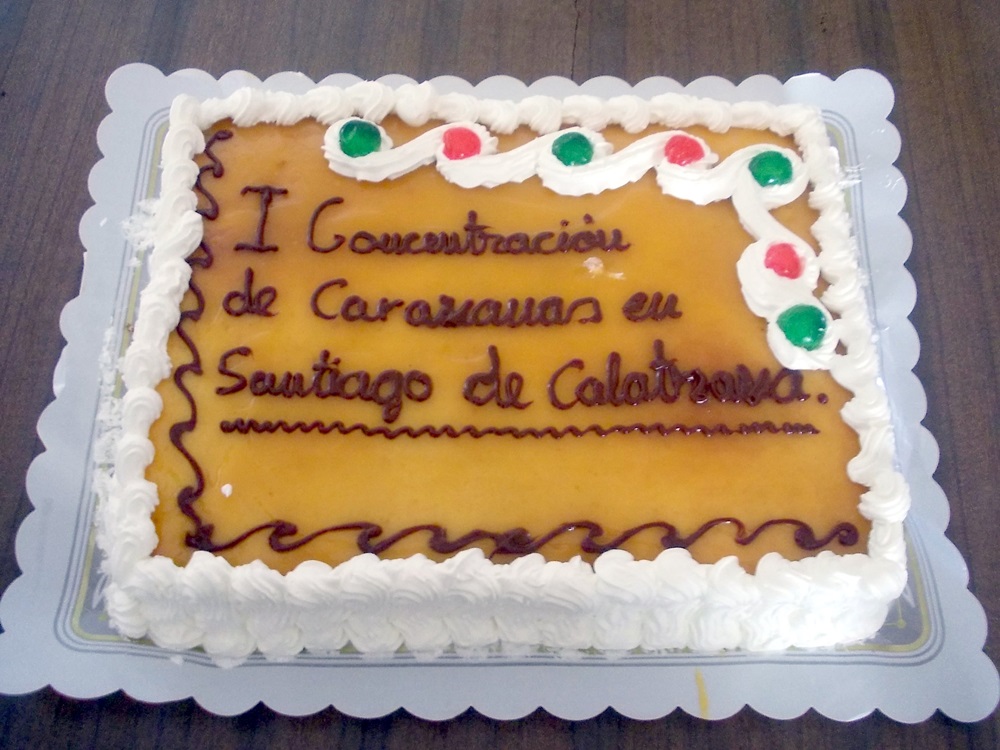 I Concentración
de Caravanas en
Santiago de Calatrava.